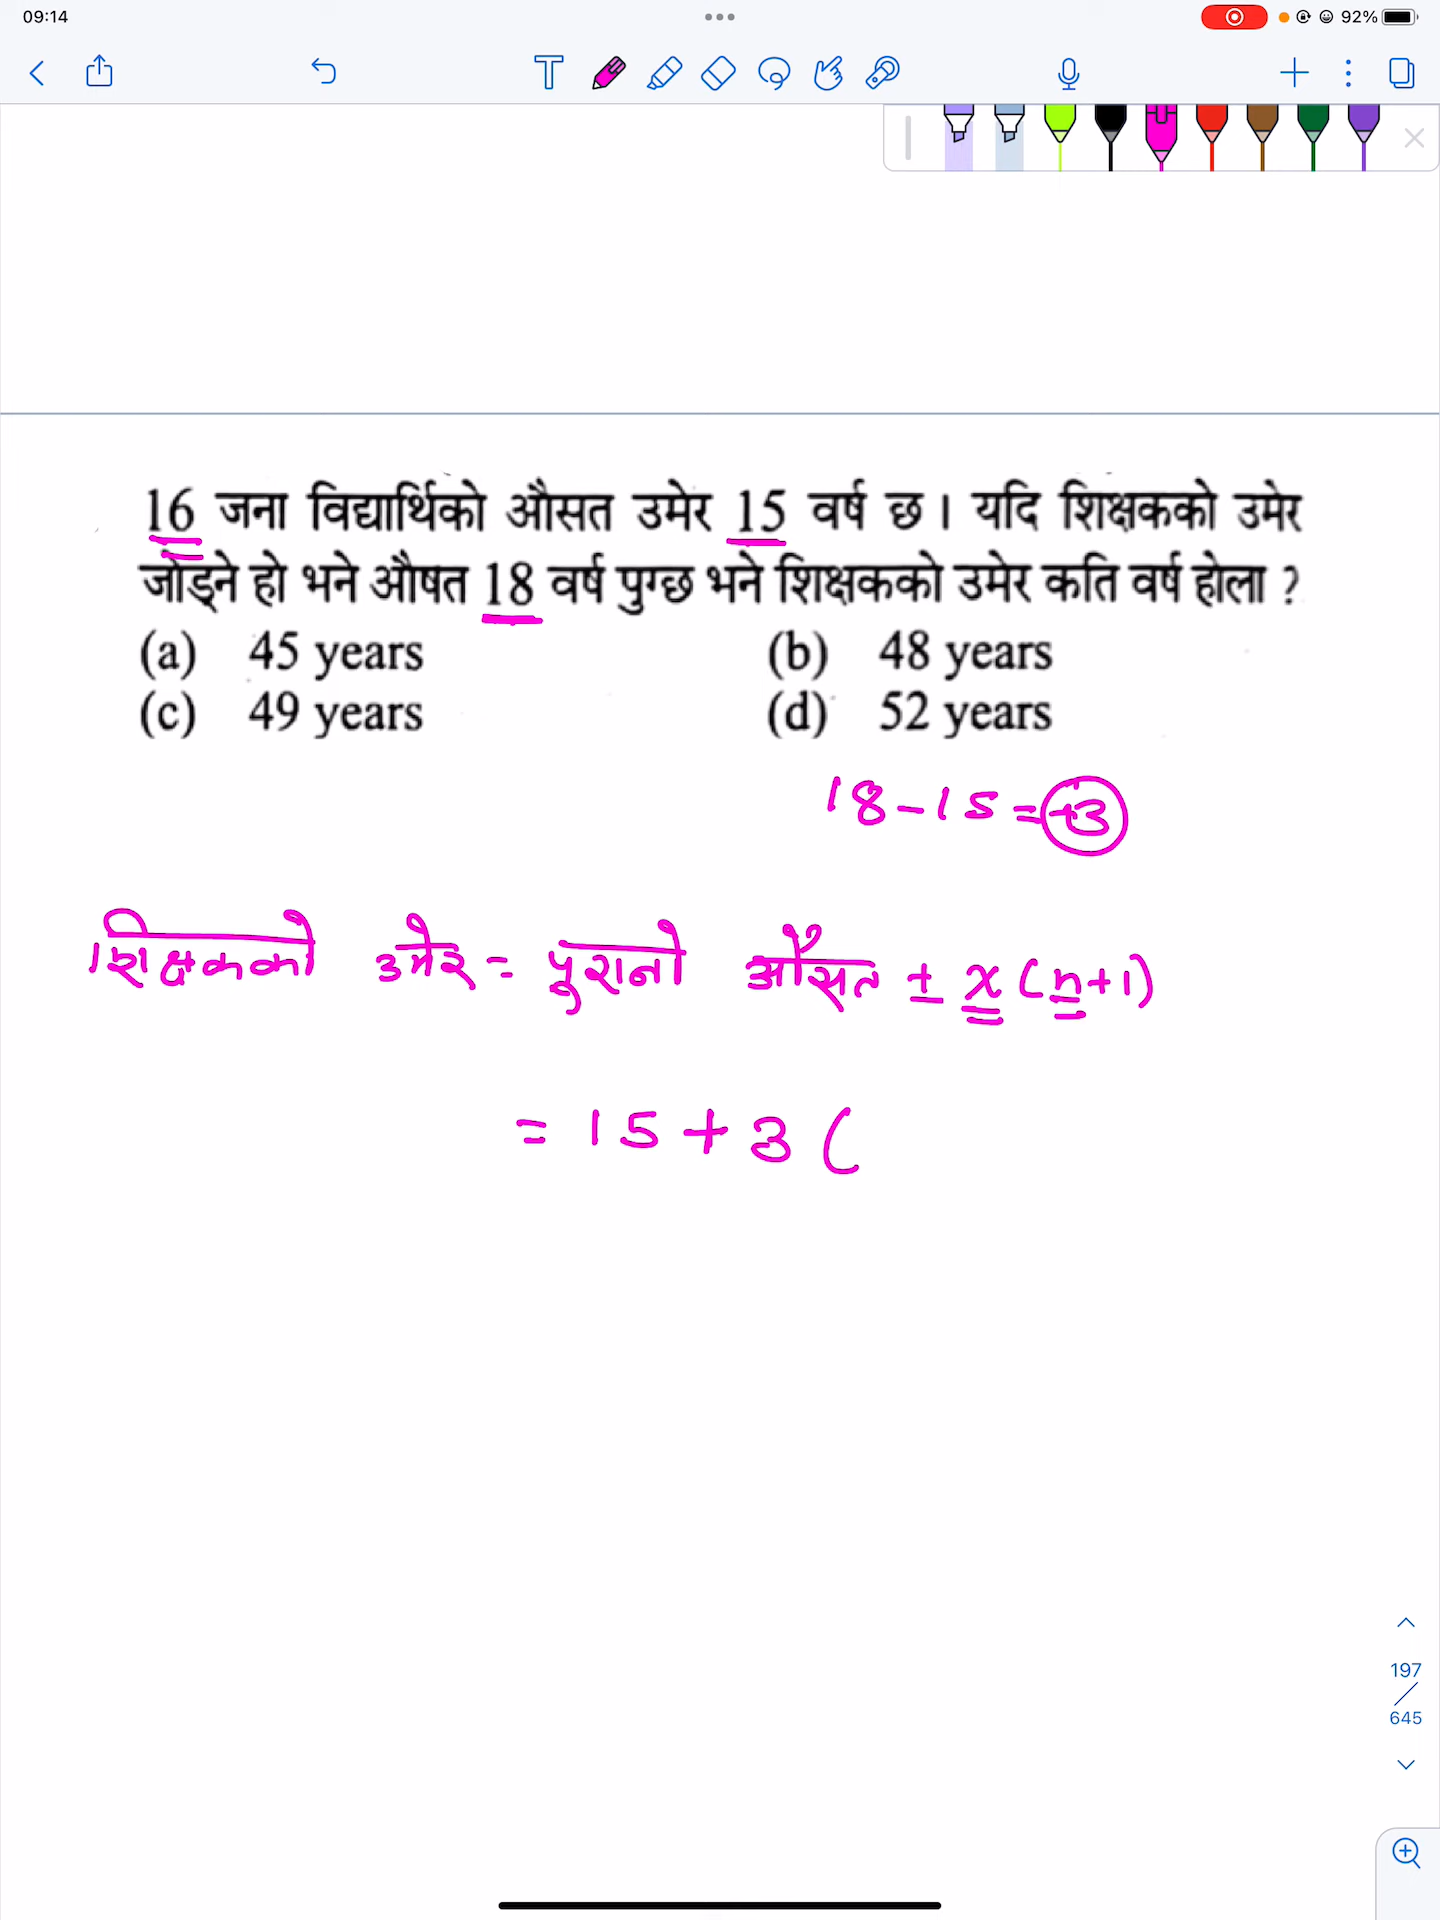 09:14
92%
16 जना विद्यार्थिको औसत उमेर 15 वर्ष छ। यदि शिक्षकको उमेर
जोड्ने हो भने औषत 18 वर्ष पुग्छ भने शिक्षकको उमेर कति वर्ष होला ?
(a) 45 years (b) 48 years
(c) 49 years (d) 52 years
18-15=+3
शिक्षकको उमेर = पुरानो औसत ± x(n+1)
= 15+3(
197
645